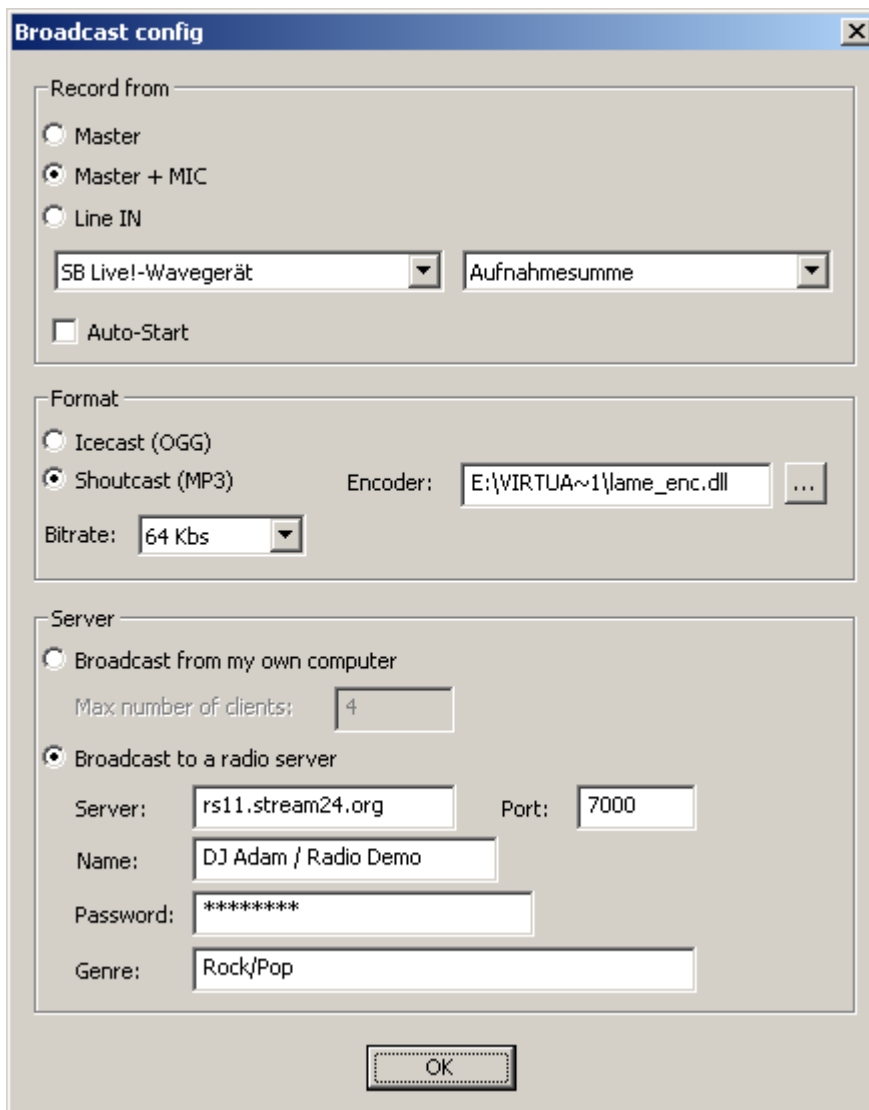 Broadcast config
Record from
Master
Master + MIC
Line IN
SB Live!-Wavegerät Aufnahmesumme
Auto-Start
Format
Icecast (OGG)
Shoutcast (MP3) Encoder: E:\VIRTUA~1\lame_enc.dll ...
Bitrate: 64 Kbs
Server
Broadcast from my own computer
Max number of clients: 4
Broadcast to a radio server
Server: rs11.stream24.org Port: 7000
Name: DJ Adam / Radio Demo
Password: ********
Genre: Rock/Pop
OK